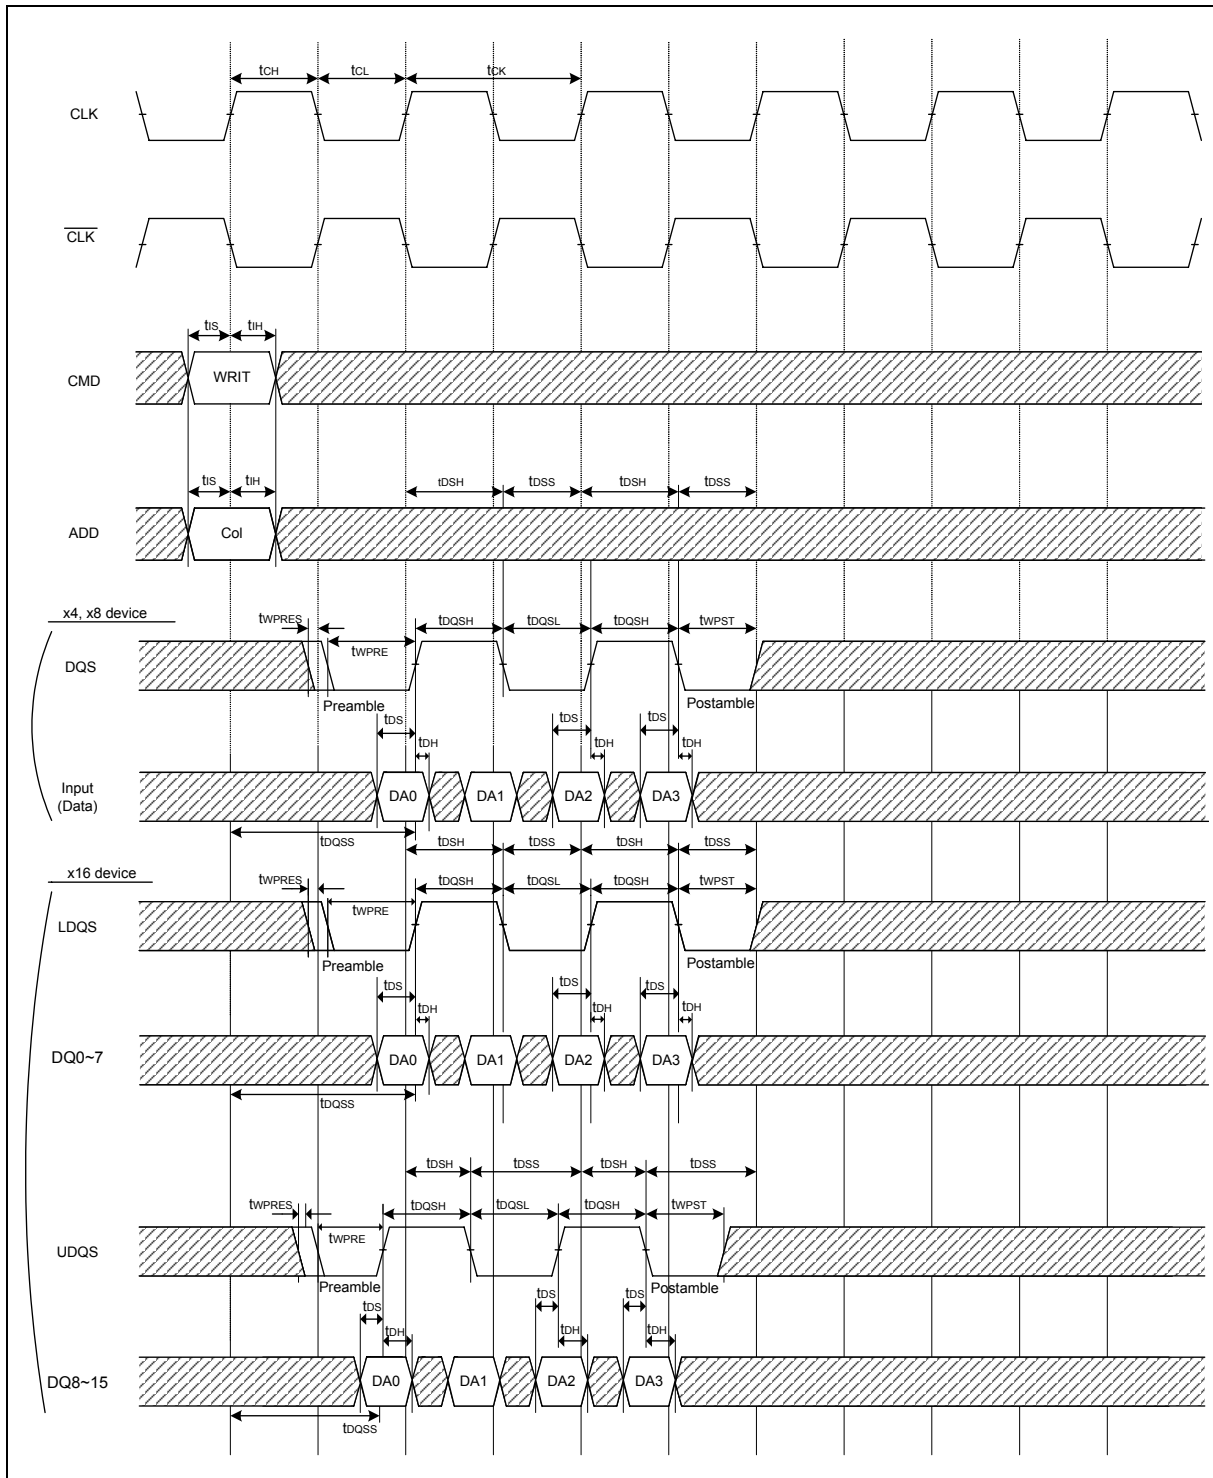 tCH tCL tCK
CLK
CLK
tIS tIH
CMD WRIT
tIS tIH tDSH tDSS tDSH tDSS
ADD Col
x4, x8 device
tWPRES tDQSH tDQSL tDQSH tWPST
tWPRE
DQS
Preamble Postamble
tDS tDS tDS
tDH tDH tDH
Input
(Data)
DA0 DA1 DA2 DA3
tDQSS
tDSH tDSS tDSH tDSS
x16 device
tWPRES tDQSH tDQSL tDQSH tWPST
tWPRE
LDQS
Preamble Postamble
tDS tDS tDS
tDH tDH tDH
DQ0~7 DA0 DA1 DA2 DA3
tDQSS
tDSH tDSS tDSH tDSS
tWPRES tDQSH tDQSL tDQSH tWPST
tWPRE
UDQS
Preamble Postamble
tDS tDS tDS
tDH tDH tDH
DQ8~15 DA0 DA1 DA2 DA3
tDQSS